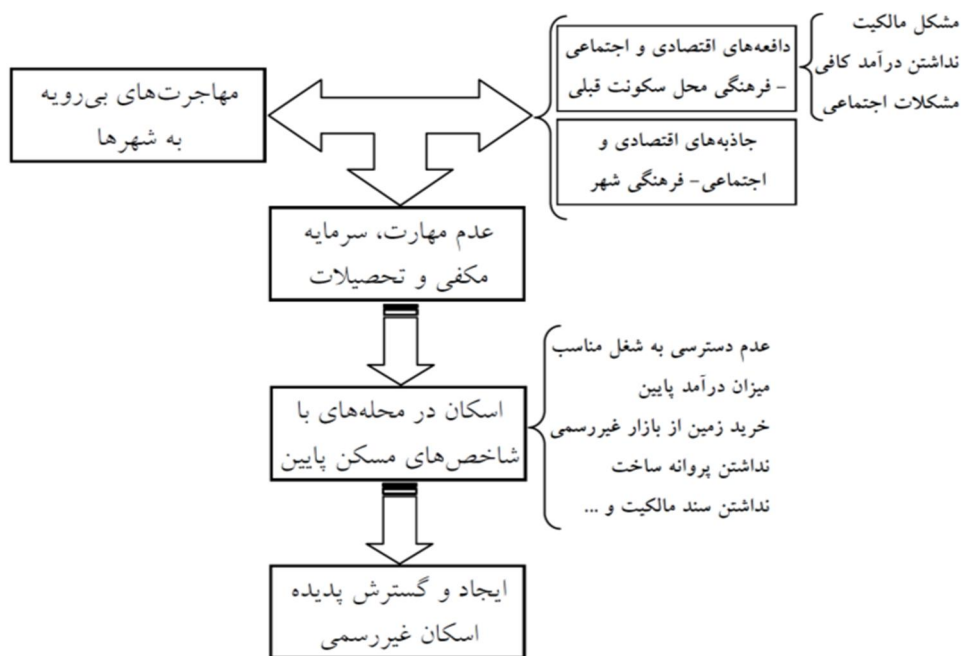 مشکل مالکیت
نداشتن درآمد کافی
مشکلات اجتماعی
دافعه‌های اقتصادی و اجتماعی
– فرهنگی محل سکونت قبلی
جاذبه‌های اقتصادی و
اجتماعی– فرهنگی شهر
مهاجرت‌های بی‌رویه
به شهرها
عدم مهارت، سرمایه
مکفی و تحصیلات
عدم دسترسی به شغل مناسب
میزان درآمد پایین
خرید زمین از بازار غیررسمی
نداشتن پروانه ساخت
نداشتن سند مالکیت و ...
اسکان در محله‌های با
شاخص‌های مسکن پایین
ایجاد و گسترش پدیده
اسکان غیررسمی